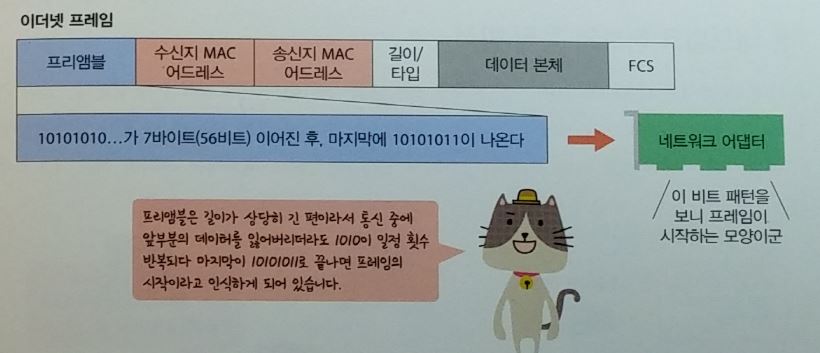 이더넷 프레임
프리앰블
수신지 MAC
어드레스
송신지 MAC
어드레스
길이/
타입
데이터 본체
FCS
10101010…가 7바이트(56비트) 이어진 후, 마지막에 10101011이 나온다
네트워크 어댑터
이 비트 패턴을
보니 프레임이
시작하는 모양이군
프리앰블은 길이가 상당히 긴 편이라서 통신 중에
앞부분의 데이터를 잃어버리더라도 1010이 일정 횟수
반복되다 마지막이 10101011로 끝나면 프레임의
시작이라고 인식하게 되어 있습니다.